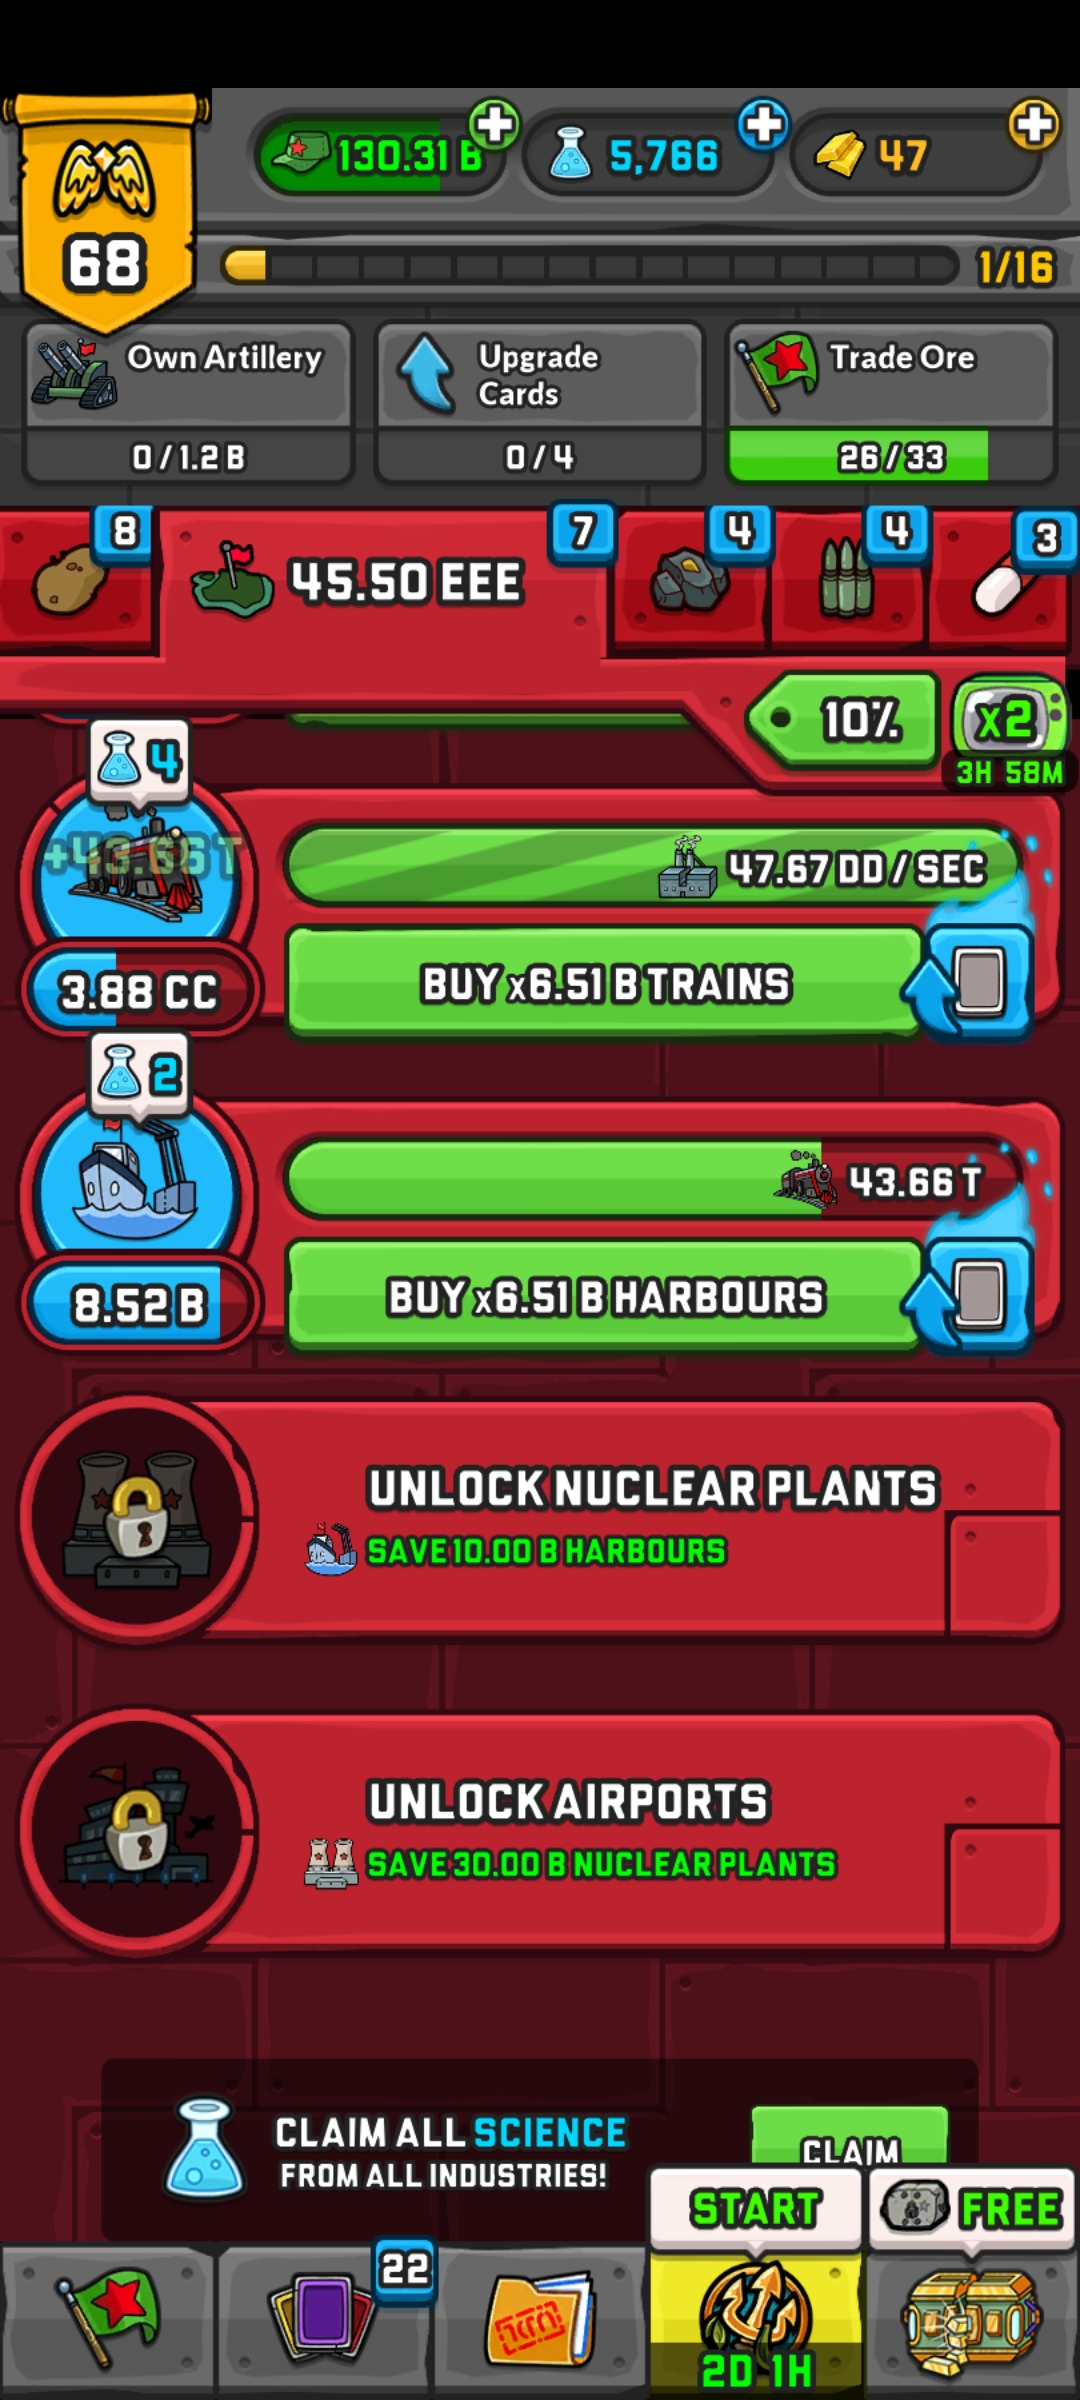 130.31 B
5,766
47
68
1/16
Own Artillery
0 / 1.2 B
Upgrade
Cards
0 / 4
Trade Ore
26 / 33
8
45.50 EEE
7
4
4
3
10%
x2
3H 58M
4
+43.66 T
47.67 DD / SEC
3.88 CC
BUY x6.51 B TRAINS
2
43.66 T
8.52 B
BUY x6.51 B HARBOURS
UNLOCK NUCLEAR PLANTS
SAVE 10.00 B HARBOURS
UNLOCK AIRPORTS
SAVE 30.00 B NUCLEAR PLANTS
CLAIM ALL SCIENCE
FROM ALL INDUSTRIES!
CLAIM
START
FREE
22
2D 1H